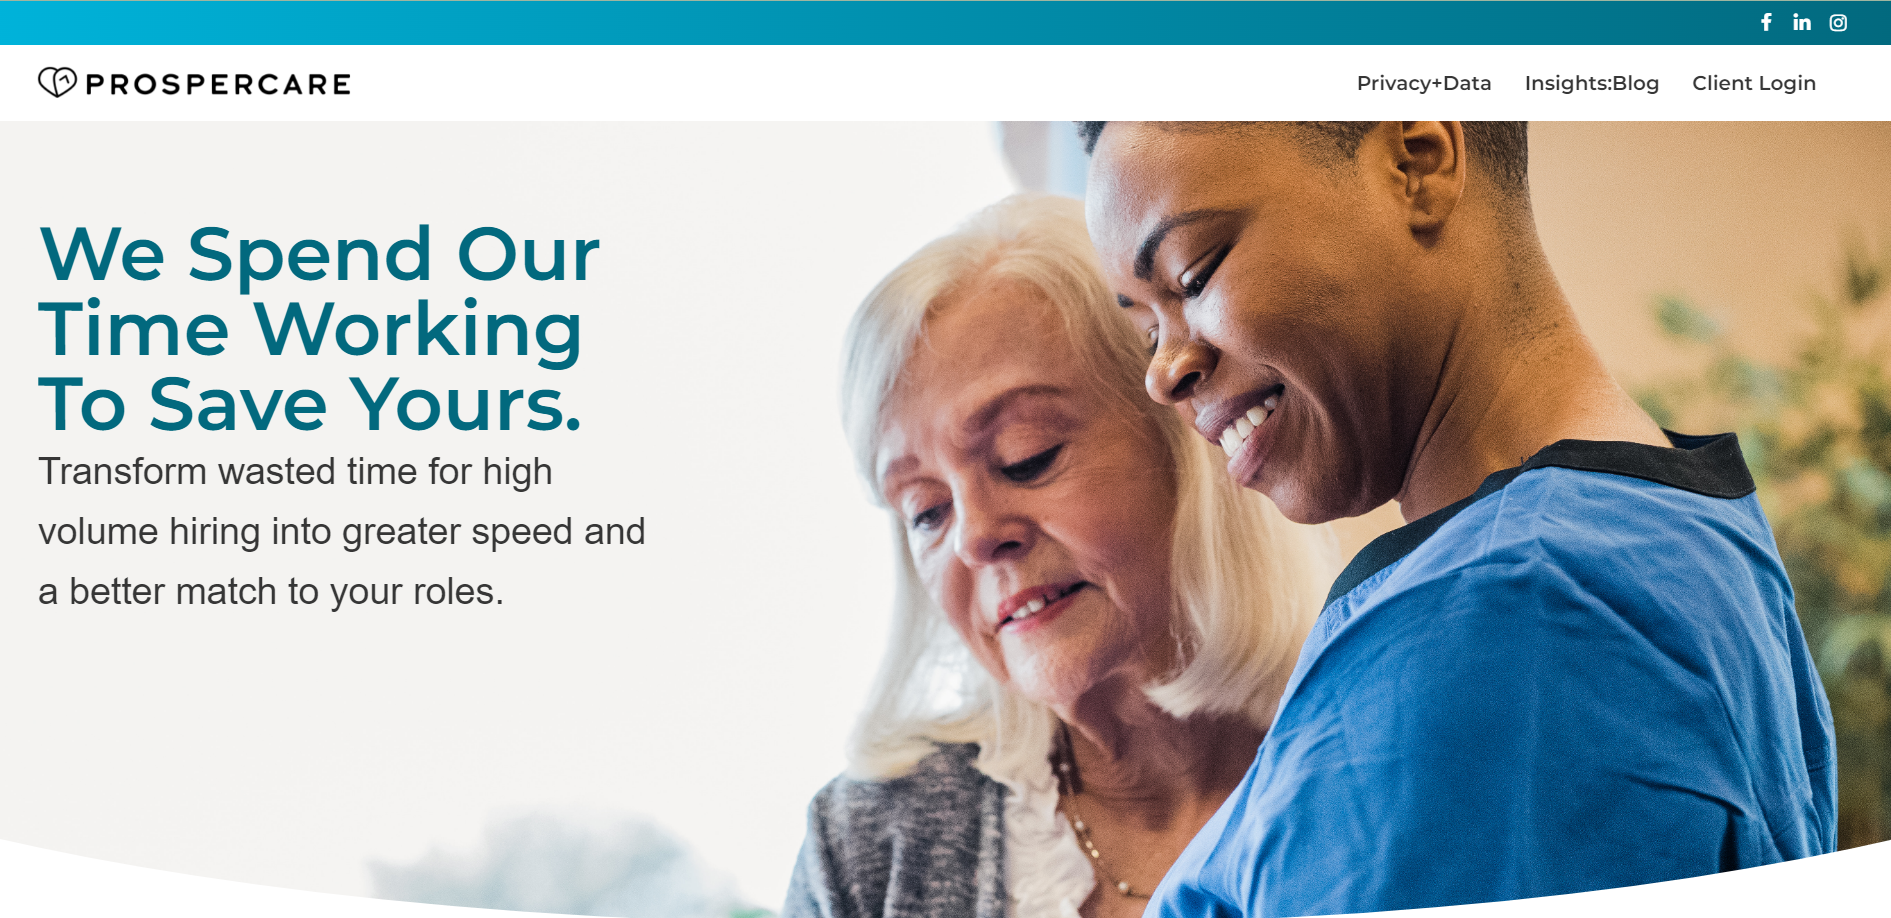 PROSPERCARE
Privacy+Data Insights:Blog Client Login
We Spend Our
Time Working
To Save Yours.
Transform wasted time for high
volume hiring into greater speed and
a better match to your roles.